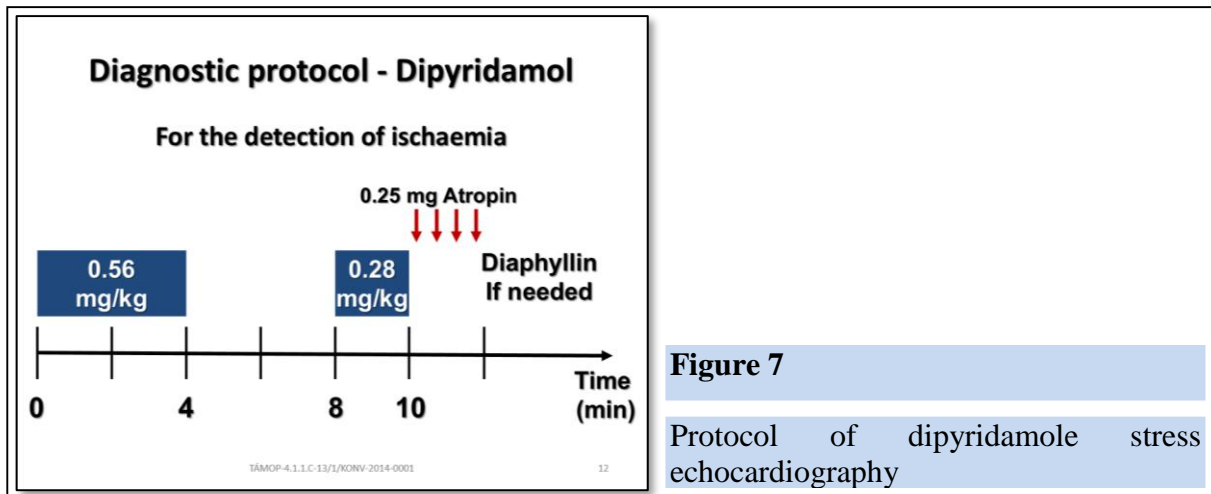 Diagnostic protocol - Dipyridamol
For the detection of ischaemia
0.25 mg Atropin
0.56
mg/kg
0.28
mg/kg
Diaphyllin
If needed
Time
(min)
0
4
8
10
TÁMOP-4.1.1.C-13/1/KONV-2014-0001
12
Figure 7
Protocol of dipyridamole stress
echocardiography